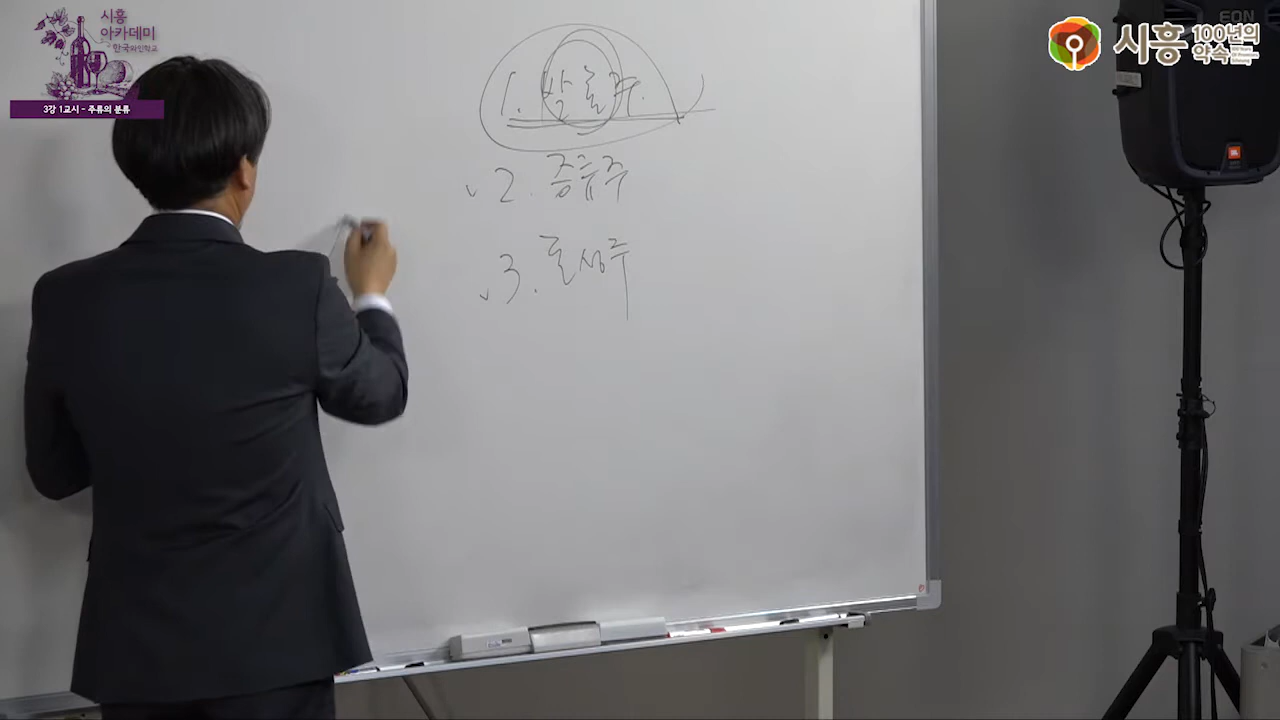 시흥
아카데미
한국와인학교
3강 1교시 - 주류의 분류
시흥 100년의
약속
EON
JBL
1. 발효주.
2. 증류주
3. 혼성주